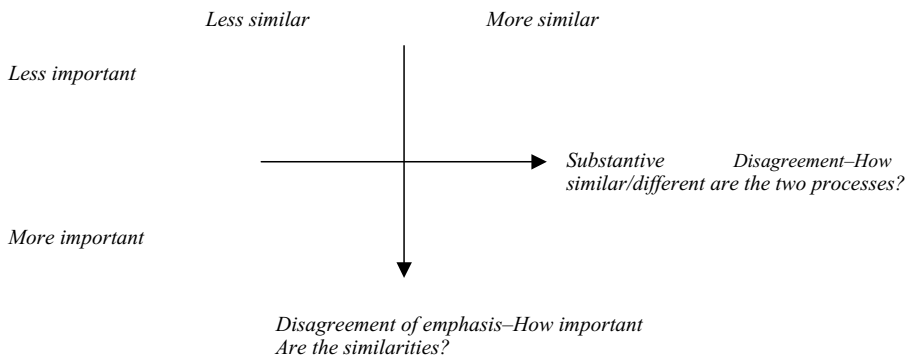 Less similar More similar
Less important
Substantive Disagreement–How
similar/different are the two processes?
More important
Disagreement of emphasis–How important
Are the similarities?